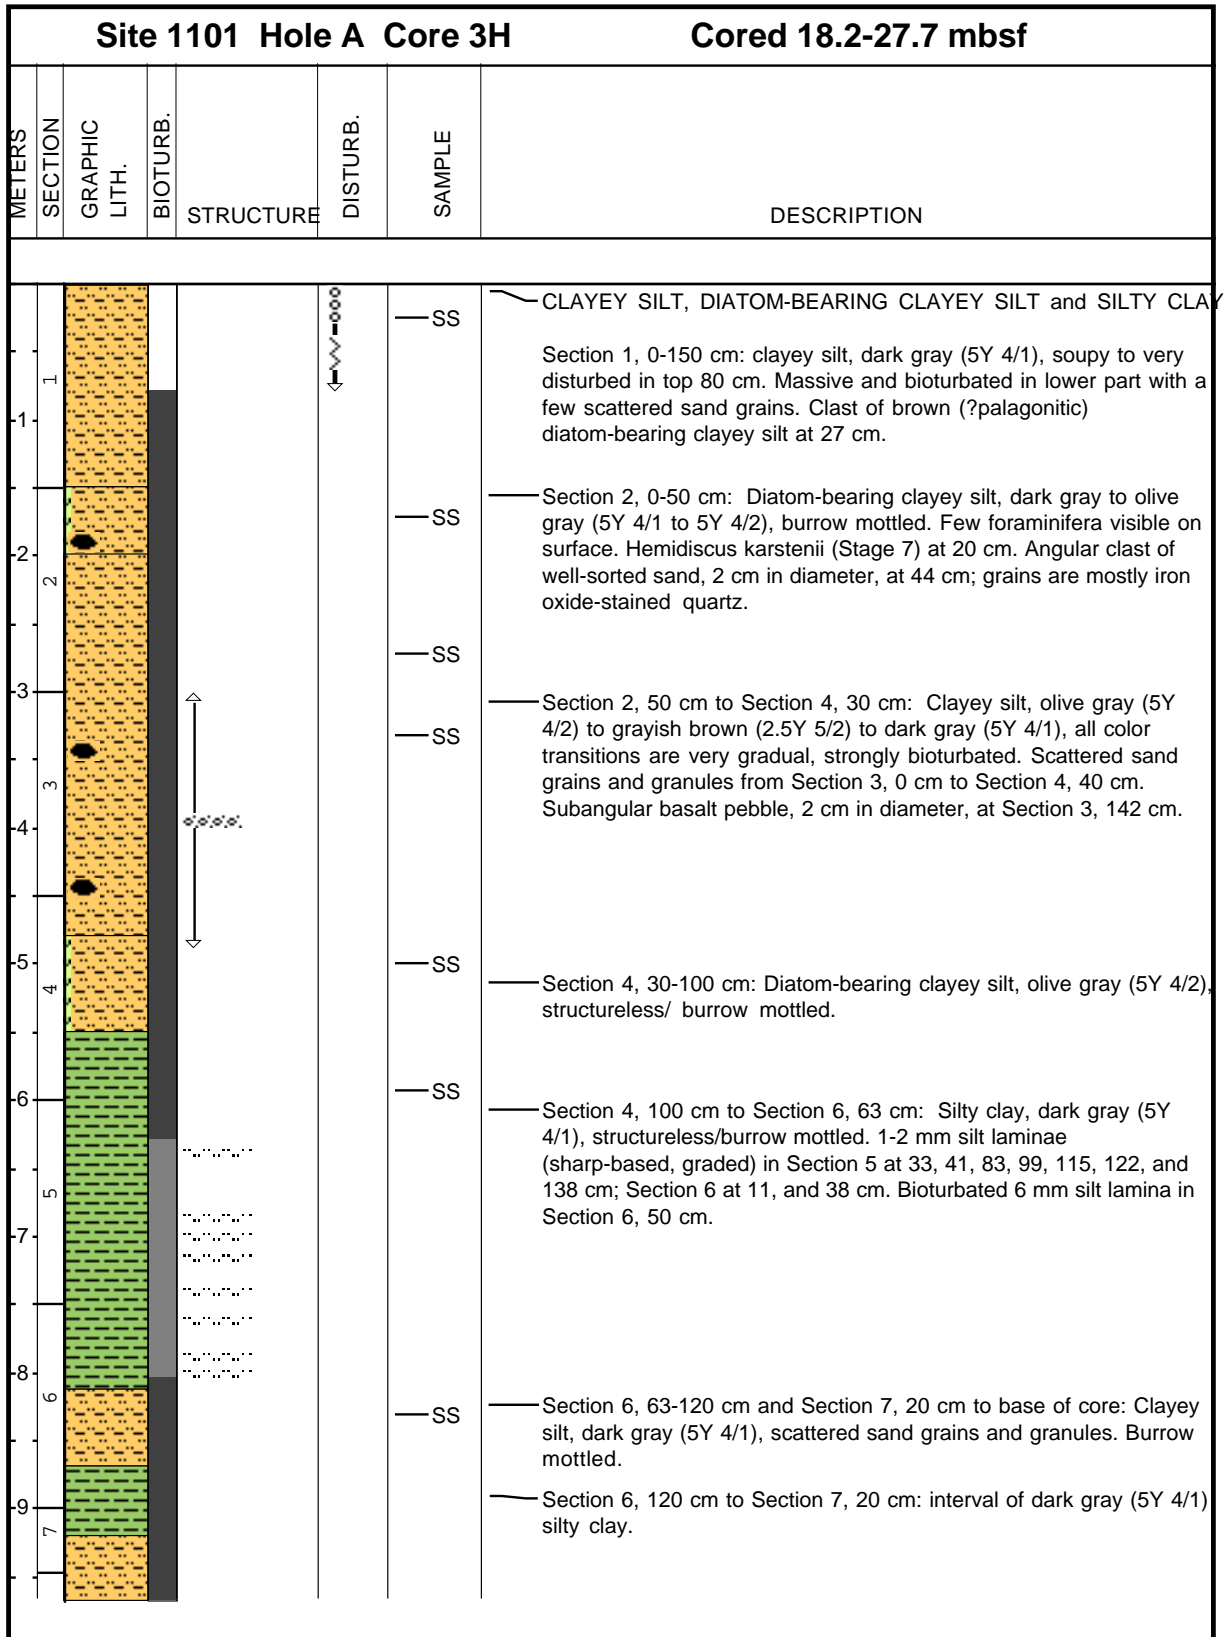 Site 1101 Hole A Core 3H Cored 18.2-27.7 mbsf
METERS
SECTION
GRAPHIC
LITH.
BIOTURB.
STRUCTURE
DISTURB.
SAMPLE
DESCRIPTION
CLAYEY SILT, DIATOM-BEARING CLAYEY SILT and SILTY CLAY
SS
Section 1, 0-150 cm: clayey silt, dark gray (5Y 4/1), soupy to very
disturbed in top 80 cm. Massive and bioturbated in lower part with a
few scattered sand grains. Clast of brown (?palagonitic)
diatom-bearing clayey silt at 27 cm.
1
1
Section 2, 0-50 cm: Diatom-bearing clayey silt, dark gray to olive
gray (5Y 4/1 to 5Y 4/2), burrow mottled. Few foraminifera visible on
surface. Hemidiscus karstenii (Stage 7) at 20 cm. Angular clast of
well-sorted sand, 2 cm in diameter, at 44 cm; grains are mostly iron
oxide-stained quartz.
SS
2
2
SS
3
Section 2, 50 cm to Section 4, 30 cm: Clayey silt, olive gray (5Y
4/2) to grayish brown (2.5Y 5/2) to dark gray (5Y 4/1), all color
transitions are very gradual, strongly bioturbated. Scattered sand
grains and granules from Section 3, 0 cm to Section 4, 40 cm.
Subangular basalt pebble, 2 cm in diameter, at Section 3, 142 cm.
SS
3
4
5
SS
4
Section 4, 30-100 cm: Diatom-bearing clayey silt, olive gray (5Y 4/2),
structureless/ burrow mottled.
SS
6
Section 4, 100 cm to Section 6, 63 cm: Silty clay, dark gray (5Y
4/1), structureless/burrow mottled. 1-2 mm silt laminae
(sharp-based, graded) in Section 5 at 33, 41, 83, 99, 115, 122, and
138 cm; Section 6 at 11, and 38 cm. Bioturbated 6 mm silt lamina in
Section 6, 50 cm.
5
7
8
6
SS
Section 6, 63-120 cm and Section 7, 20 cm to base of core: Clayey
silt, dark gray (5Y 4/1), scattered sand grains and granules. Burrow
mottled.
9
7
Section 6, 120 cm to Section 7, 20 cm: interval of dark gray (5Y 4/1)
silty clay.